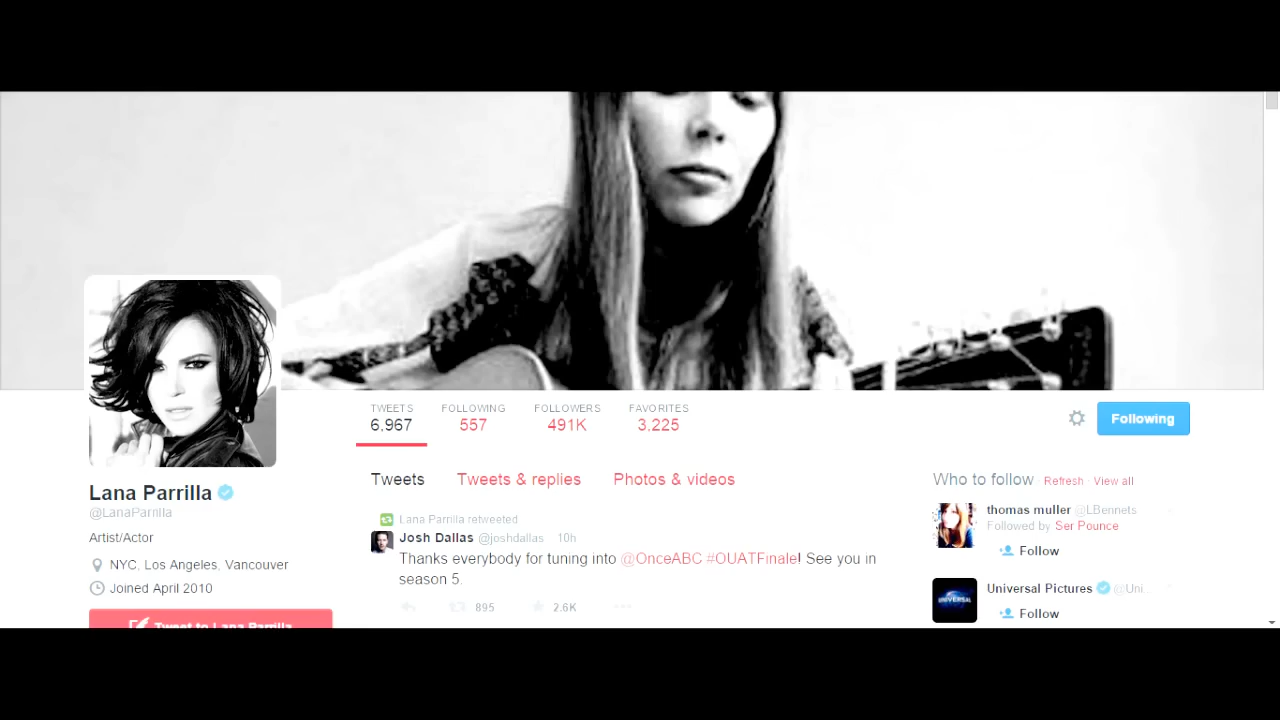 TWEETS FOLLOWING FOLLOWERS FAVORITES
6,967 557 491K 3,225
Following
Tweets Tweets & replies Photos & videos
Lana Parrilla
@LanaParrilla
Artist/Actor
NYC, Los Angeles, Vancouver
Joined April 2010
Tweet to Lana Parrilla
Lana Parrilla retweeted
Josh Dallas @joshdallas 10h
Thanks everybody for tuning into @OnceABC #OUATFinale! See you in
season 5.
895 2.6K
Who to follow Refresh · View all
thomas muller @LBennets
Followed by Ser Pounce
Follow
UNIVERSAL
Universal Pictures @Uni...
Follow